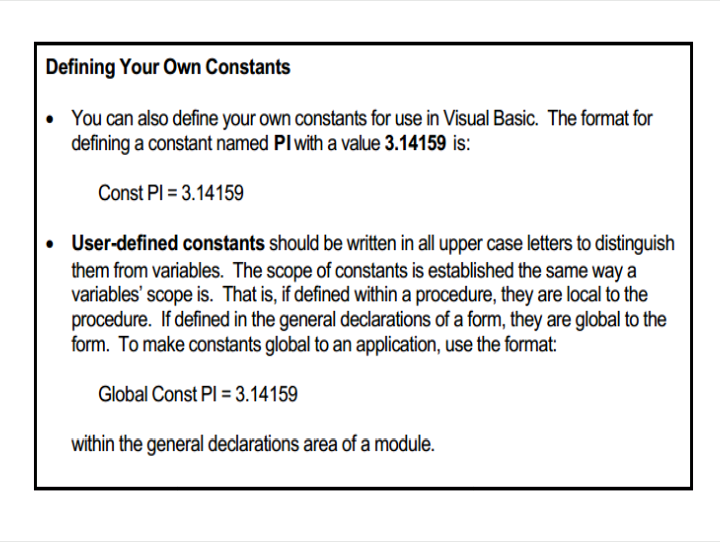 Defining Your Own Constants
• You can also define your own constants for use in Visual Basic. The format for
defining a constant named PI with a value 3.14159 is:
Const PI = 3.14159
• User-defined constants should be written in all upper case letters to distinguish
them from variables. The scope of constants is established the same way a
variables’ scope is. That is, if defined within a procedure, they are local to the
procedure. If defined in the general declarations of a form, they are global to the
form. To make constants global to an application, use the format:
Global Const PI = 3.14159
within the general declarations area of a module.